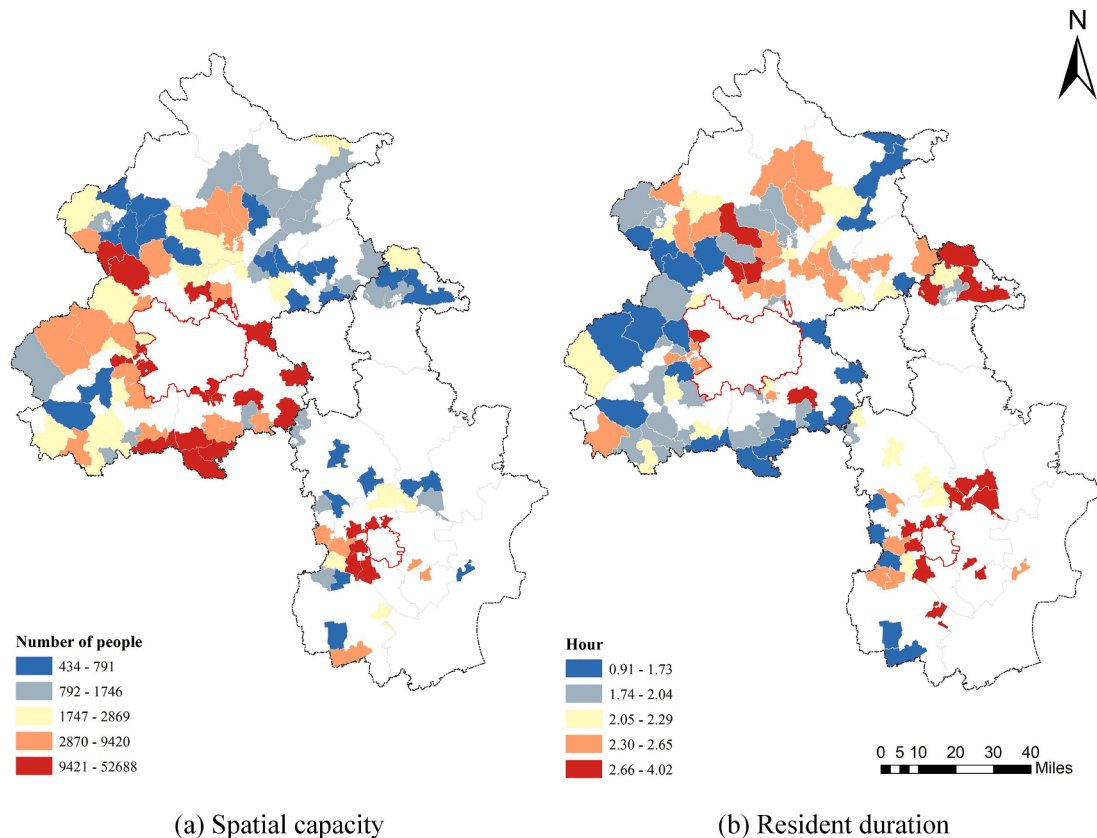 N
Number of people
434 - 791
792 - 1746
1747 - 2869
2870 - 9420
9421 - 52688
Hour
0.91 - 1.73
1.74 - 2.04
2.05 - 2.29
2.30 - 2.65
2.66 - 4.02
0 5 10 20 30 40
Miles
(a) Spatial capacity
(b) Resident duration